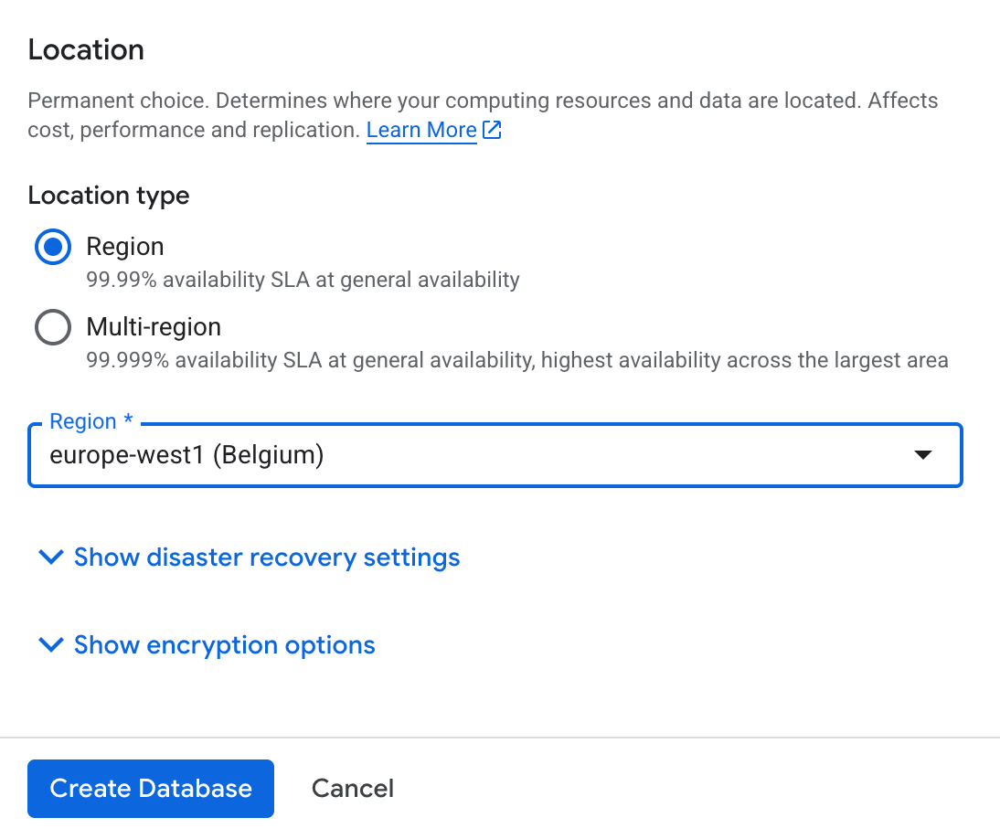 Location
Permanent choice. Determines where your computing resources and data are located. Affects
cost, performance and replication. Learn More
Location type
Region
99.99% availability SLA at general availability
Multi-region
99.999% availability SLA at general availability, highest availability across the largest area
Region *
europe-west1 (Belgium)
Show disaster recovery settings
Show encryption options
Create Database
Cancel